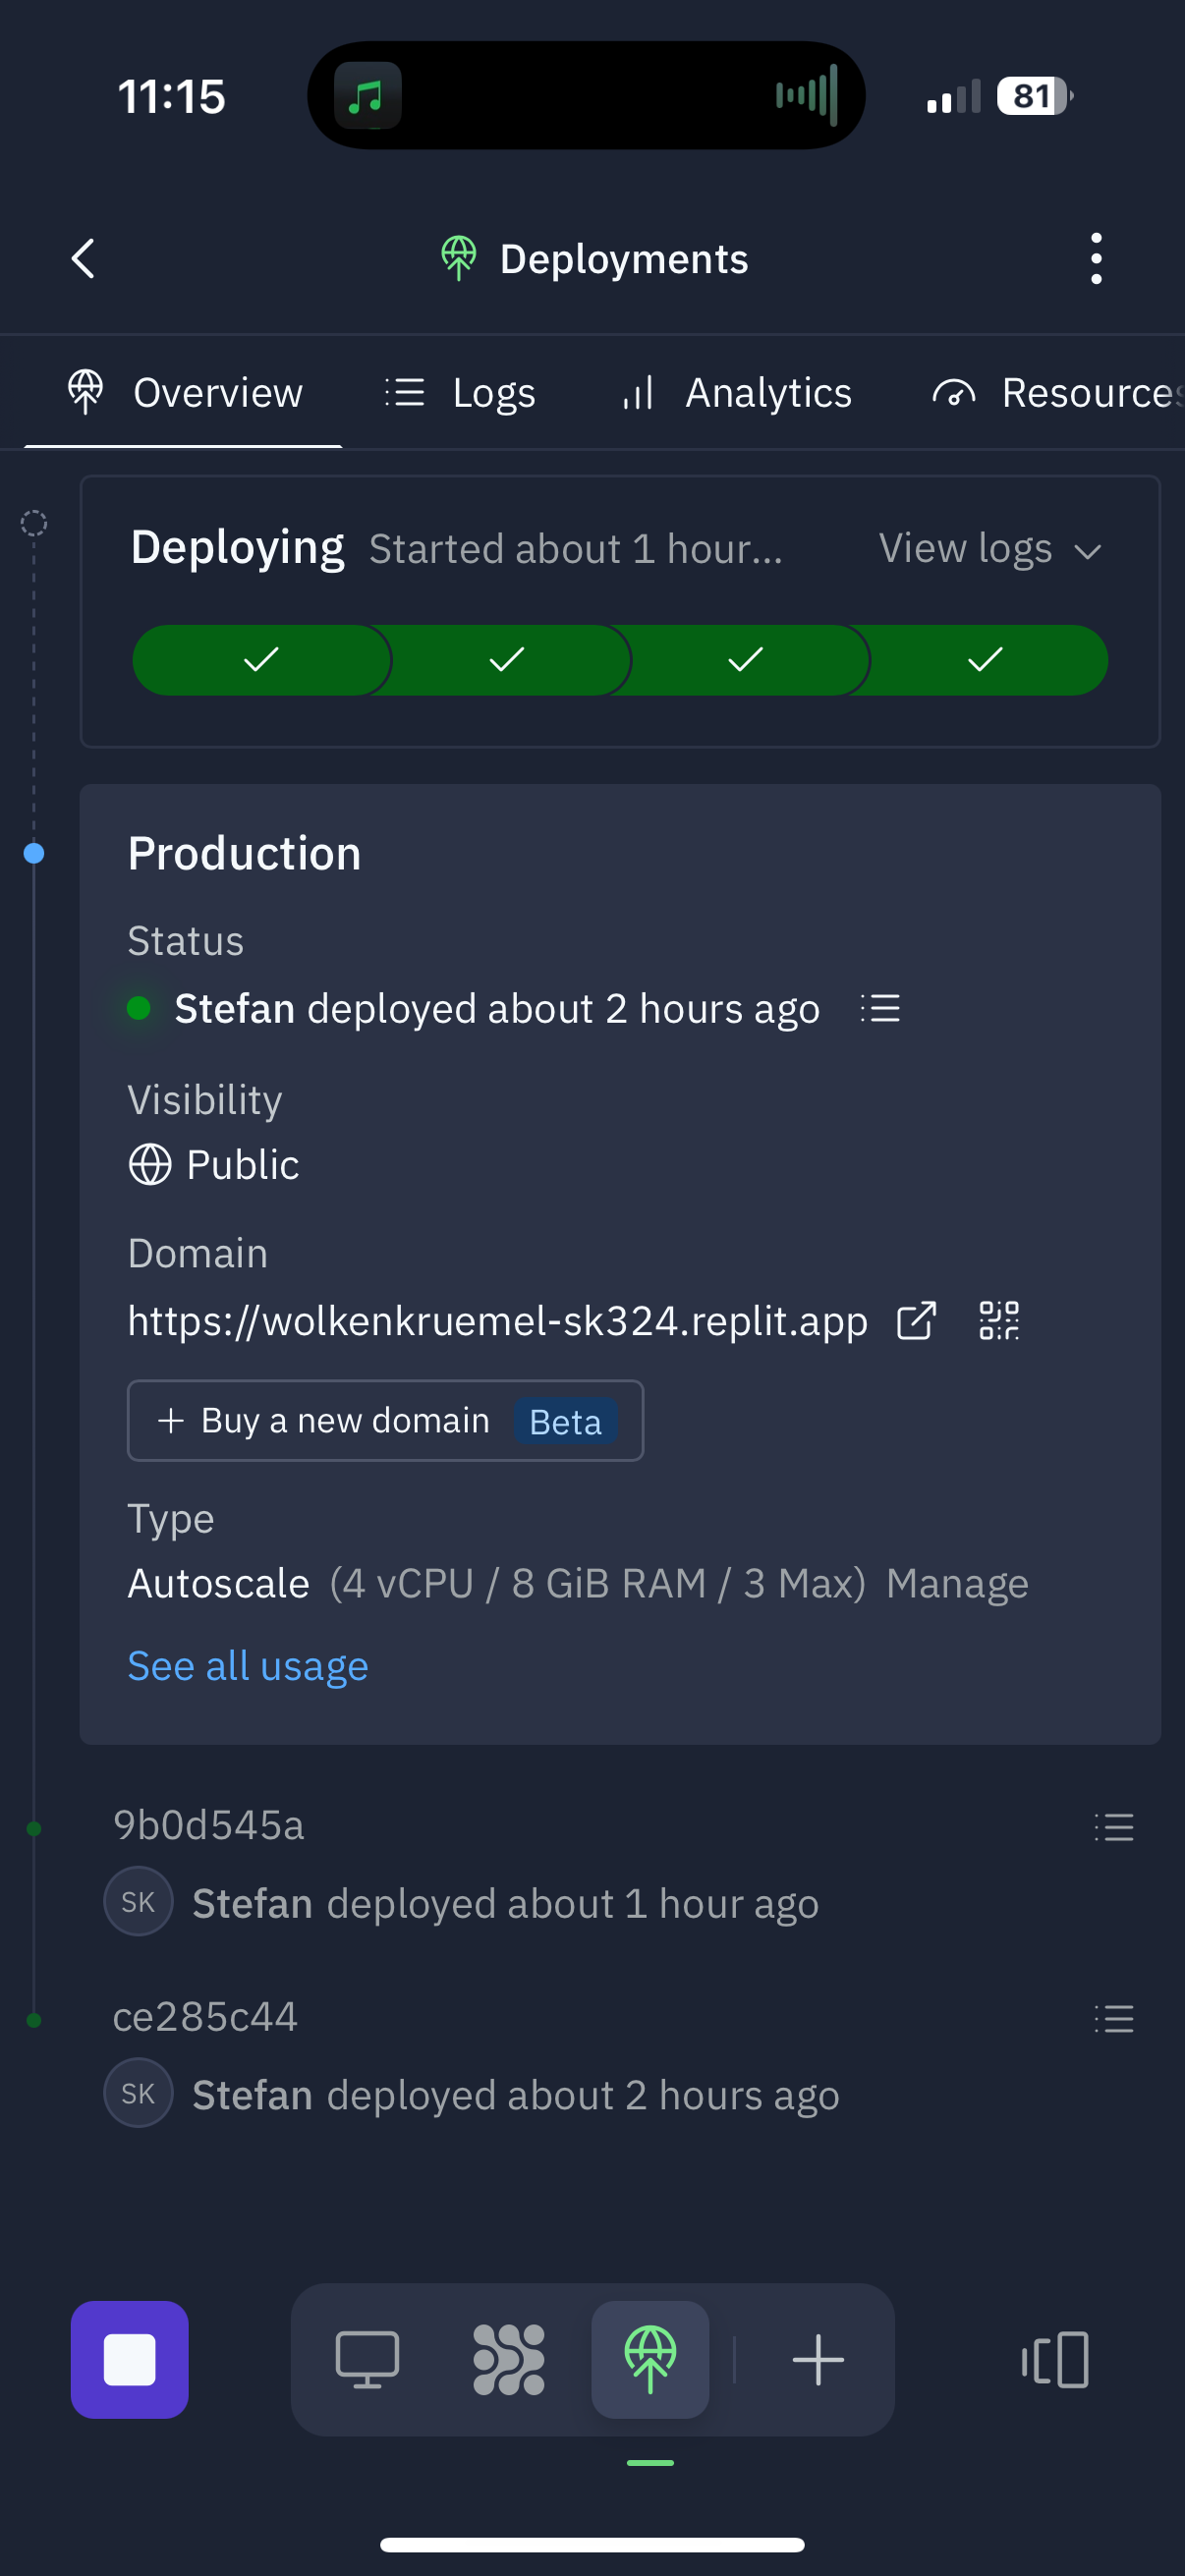 11:15
81
Deployments
Overview Logs Analytics Resources
Deploying Started about 1 hour... View logs
Production
Status
Stefan deployed about 2 hours ago
Visibility
Public
Domain
https://wolkenkruemel-sk324.replit.app
Buy a new domain Beta
Type
Autoscale (4 vCPU / 8 GiB RAM / 3 Max) Manage
See all usage
9b0d545a
SK Stefan deployed about 1 hour ago
ce285c44
SK Stefan deployed about 2 hours ago